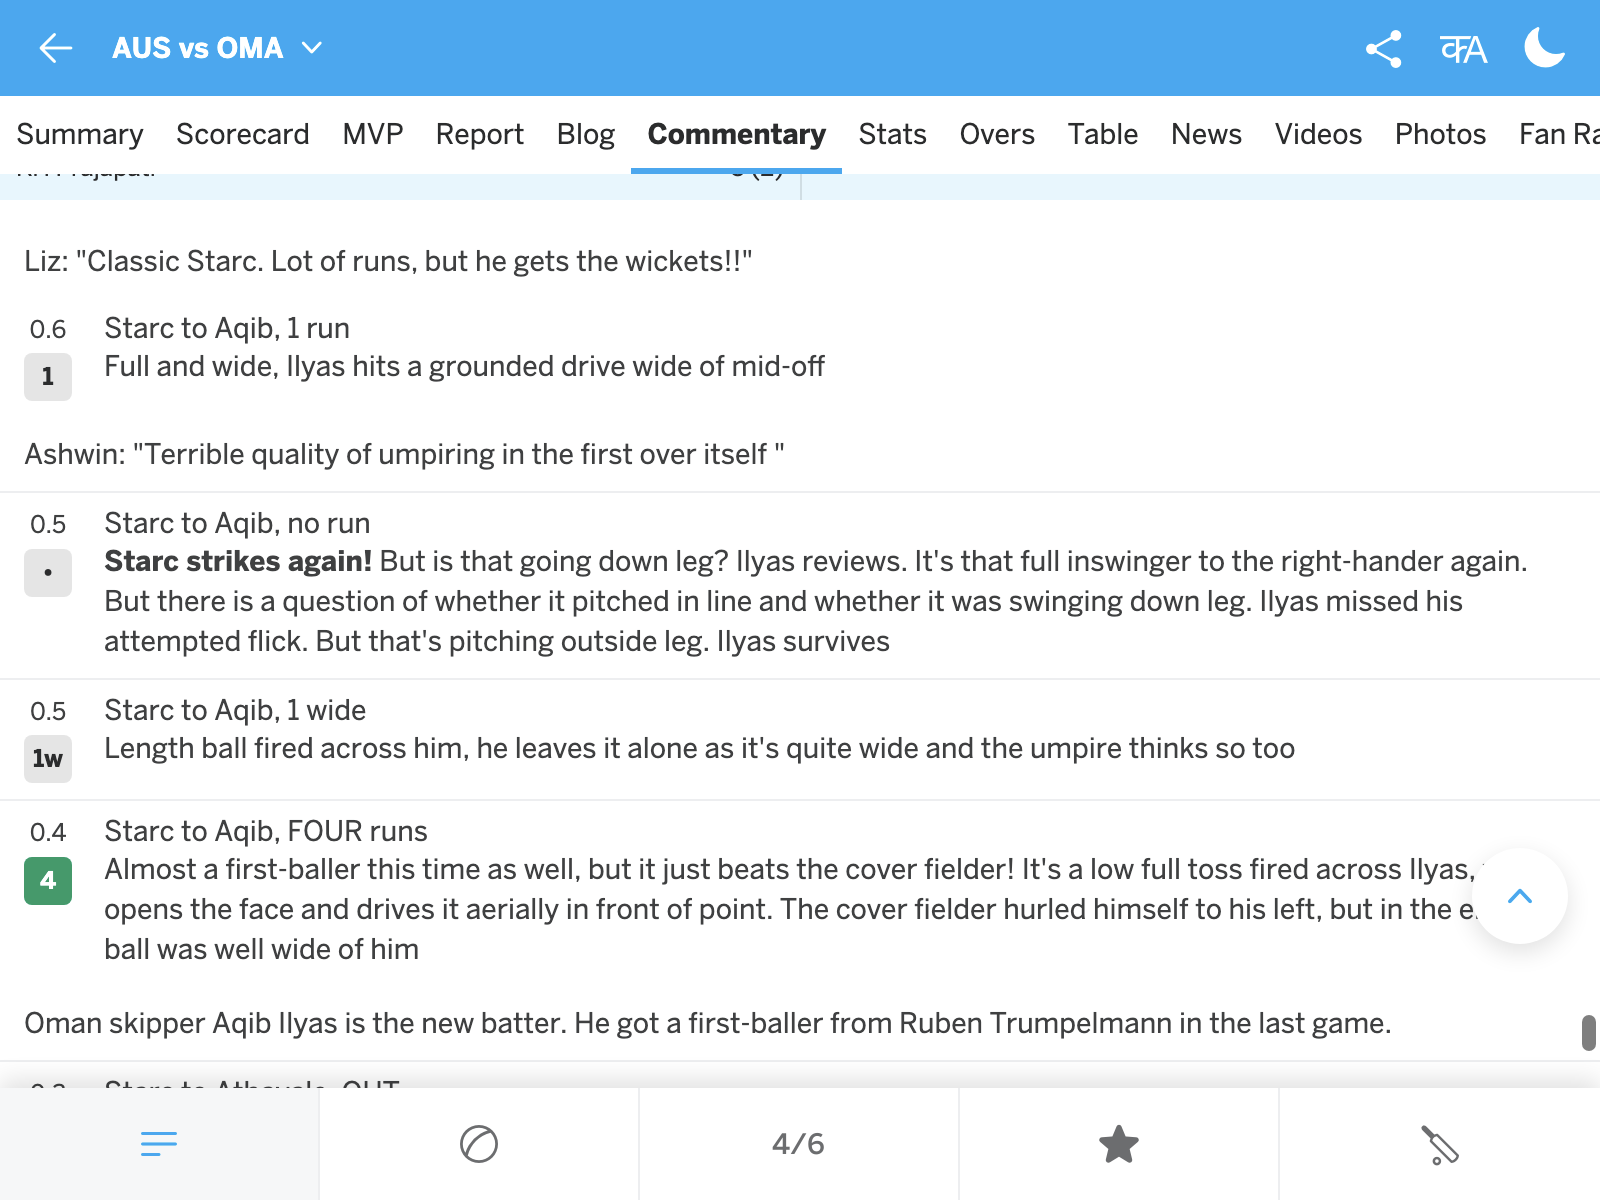 AUS vs OMA
Summary Scorecard MVP Report Blog Commentary Stats Overs Table News Videos Photos Fan Ra
Liz: "Classic Starc. Lot of runs, but he gets the wickets!!"
0.6 Starc to Aqib, 1 run
1 Full and wide, Ilyas hits a grounded drive wide of mid-off
Ashwin: "Terrible quality of umpiring in the first over itself "
0.5 Starc to Aqib, no run
• Starc strikes again! But is that going down leg? Ilyas reviews. It's that full inswinger to the right-hander again.
But there is a question of whether it pitched in line and whether it was swinging down leg. Ilyas missed his
attempted flick. But that's pitching outside leg. Ilyas survives
0.5 Starc to Aqib, 1 wide
1w Length ball fired across him, he leaves it alone as it's quite wide and the umpire thinks so too
0.4 Starc to Aqib, FOUR runs
4 Almost a first-baller this time as well, but it just beats the cover fielder! It's a low full toss fired across Ilyas,
opens the face and drives it aerially in front of point. The cover fielder hurled himself to his left, but in the
ball was well wide of him
Oman skipper Aqib Ilyas is the new batter. He got a first-baller from Ruben Trumpelmann in the last game.
Starc to Athavale, OUT
4/6